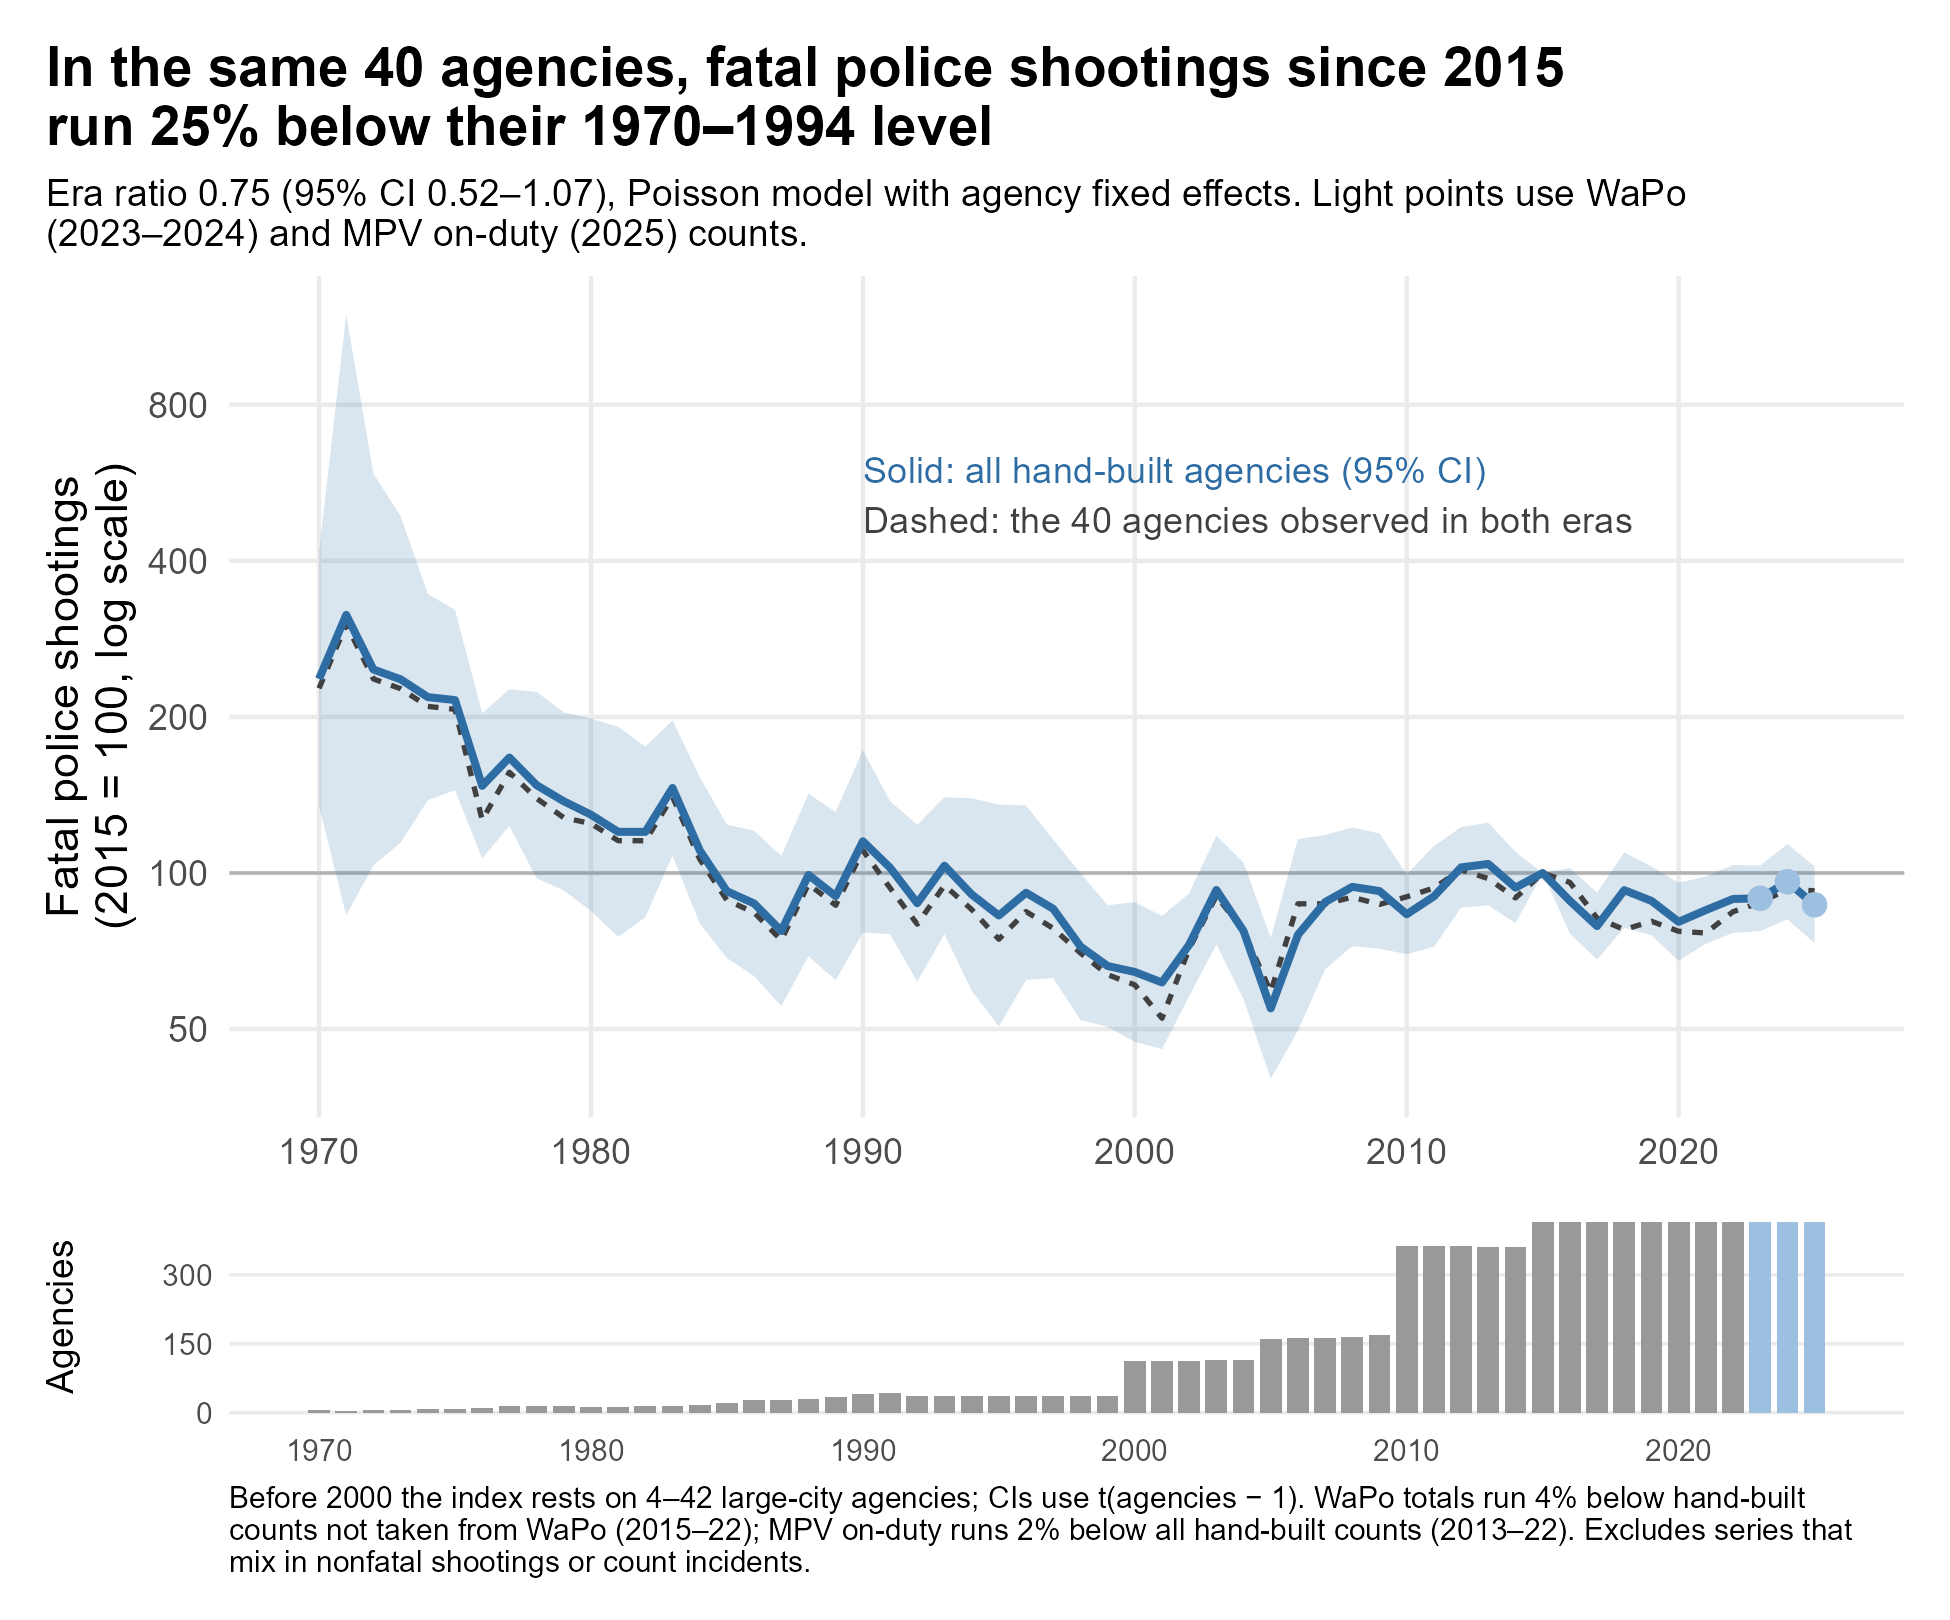 In the same 40 agencies, fatal police shootings since 2015
run 25% below their 1970–1994 level
Era ratio 0.75 (95% CI 0.52–1.07), Poisson model with agency fixed effects. Light points use WaPo
(2023–2024) and MPV on-duty (2025) counts.
Fatal police shootings
(2015 = 100, log scale)
800
400
200
100
50
Solid: all hand-built agencies (95% CI)
Dashed: the 40 agencies observed in both eras
1970 1980 1990 2000 2010 2020
Agencies
300
150
0
1970 1980 1990 2000 2010 2020
Before 2000 the index rests on 4–42 large-city agencies; CIs use t(agencies − 1). WaPo totals run 4% below hand-built
counts not taken from WaPo (2015–22); MPV on-duty runs 2% below all hand-built counts (2013–22). Excludes series that
mix in nonfatal shootings or count incidents.